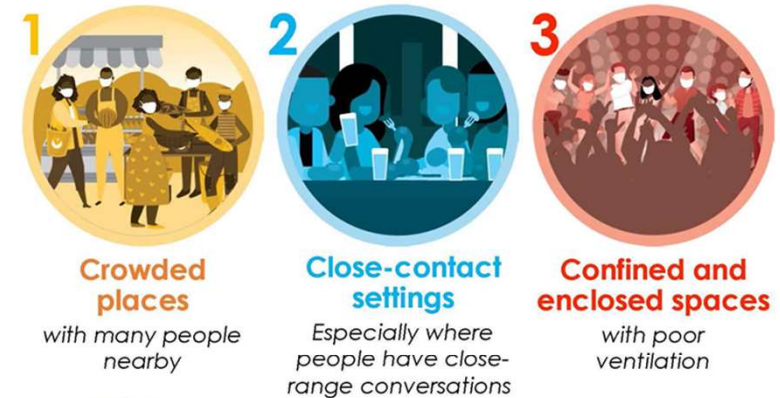 1
Crowded
places
with many people
nearby
2
Close-contact
settings
Especially where
people have close-
range conversations
3
Confined and
enclosed spaces
with poor
ventilation